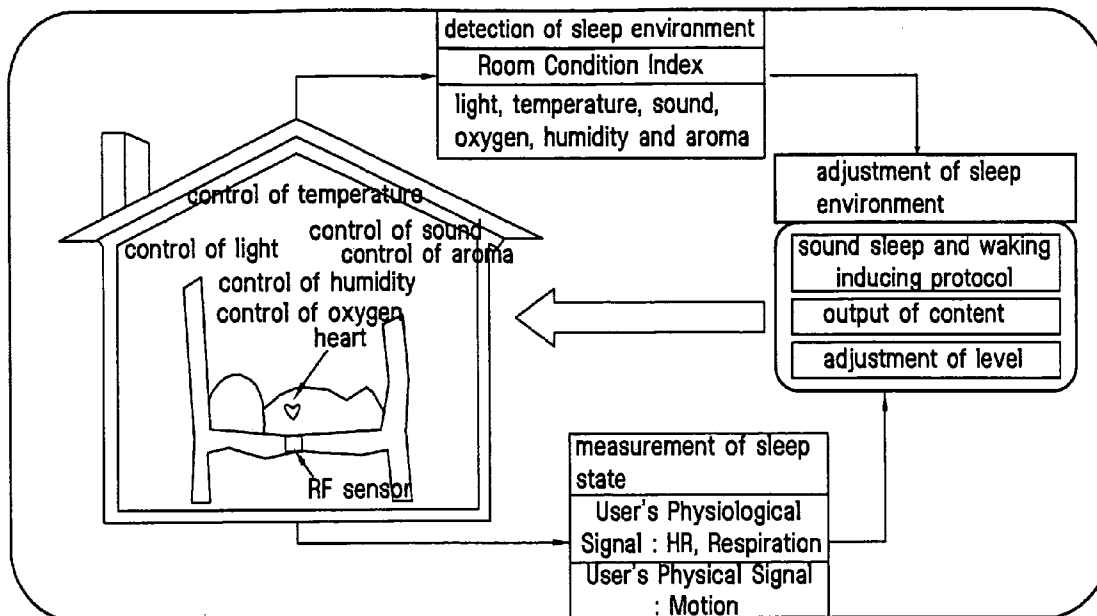 detection of sleep environment
Room Condition Index
light, temperature, sound,
oxygen, humidity and aroma
adjustment of sleep
environment
sound sleep and waking
inducing protocol
output of content
adjustment of level
control of temperature
control of sound
control of light
control of aroma
control of humidity
control of oxygen
heart
RF sensor
measurement of sleep
state
User's Physiological
Signal : HR, Respiration
User's Physical Signal
: Motion